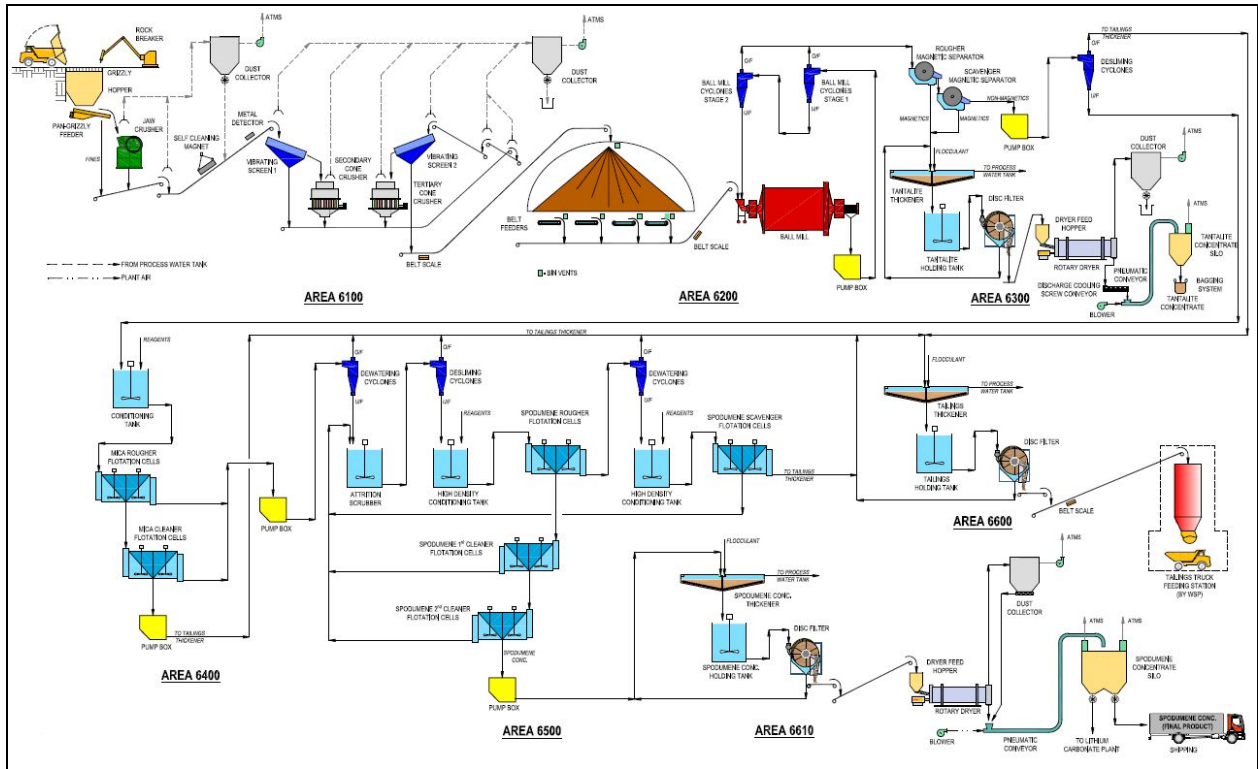 ATMS
ROCK
BREAKER
GRIZZLY
HOPPER
PAN-GRIZZLY
FEEDER
FINES
JAW
CRUSHER
DUST
COLLECTOR
SELF CLEANING
MAGNET
METAL
DETECTOR
VIBRATING
SCREEN 1
SECONDARY
CONE
CRUSHER
VIBRATING
SCREEN 2
TERTIARY
CONE
CRUSHER
BELT SCALE
ATMS
DUST
COLLECTOR
FROM PROCESS WATER TANK
PLANT AIR
AREA 6100
BELT
FEEDERS
BIN VENTS
BELT SCALE
O/F
O/F
BALL MILL
CYCLONES
STAGE 2
BALL MILL
CYCLONES
STAGE 1
U/F
U/F
BALL MILL
PUMP BOX
AREA 6200
ROUGHER
MAGNETIC SEPARATOR
SCAVENGER
MAGNETIC SEPARATOR
NON-MAGNETICS
MAGNETICS
MAGNETICS
PUMP BOX
TO TAILINGS
THICKENER
O/F
DESLIMING
CYCLONES
U/F
FLOCCULANT
TO PROCESS
WATER TANK
TANTALITE
THICKENER
DISC FILTER
TANTALITE
HOLDING TANK
DRYER FEED
HOPPER
ROTARY DRYER
DUST
COLLECTOR
ATMS
ATMS
PNEUMATIC
CONVEYOR
DISCHARGE COOLING
SCREW CONVEYOR
BLOWER
TANTALITE
CONCENTRATE
SILO
BAGGING
SYSTEM
TANTALITE
CONCENTRATE
AREA 6300
REAGENTS
CONDITIONING
TANK
MICA ROUGHER
FLOTATION CELLS
MICA CLEANER
FLOTATION CELLS
PUMP BOX
TO TAILINGS
THICKENER
AREA 6400
PUMP BOX
TO TAILINGS THICKENER
O/F
DEWATERING
CYCLONES
U/F
ATTRITION
SCRUBBER
O/F
DESLIMING
CYCLONES
U/F
REAGENTS
HIGH DENSITY
CONDITIONING TANK
SPODUMENE ROUGHER
FLOTATION CELLS
O/F
DEWATERING
CYCLONES
U/F
REAGENTS
HIGH DENSITY
CONDITIONING TANK
SPODUMENE SCAVENGER
FLOTATION CELLS
TO TAILINGS
THICKENER
SPODUMENE 1ST CLEANER
FLOTATION CELLS
SPODUMENE 2ND CLEANER
FLOTATION CELLS
SPODUMENE
CONC.
PUMP BOX
AREA 6500
FLOCCULANT
TO PROCESS
WATER TANK
TAILINGS
THICKENER
DISC FILTER
TAILINGS
HOLDING TANK
BELT SCALE
AREA 6600
TAILINGS TRUCK
FEEDING STATION
(BY WSP)
FLOCCULANT
TO PROCESS
WATER TANK
SPODUMENE CONC.
THICKENER
DISC FILTER
SPODUMENE CONC.
HOLDING TANK
AREA 6610
DRYER FEED
HOPPER
ROTARY DRYER
ATMS
DUST
COLLECTOR
BLOWER
PNEUMATIC
CONVEYOR
ATMS
ATMS
SPODUMENE
CONCENTRATE
SILO
TO LITHIUM
CARBONATE PLANT
SPODUMENE CONC.
(FINAL PRODUCT)
SHIPPING